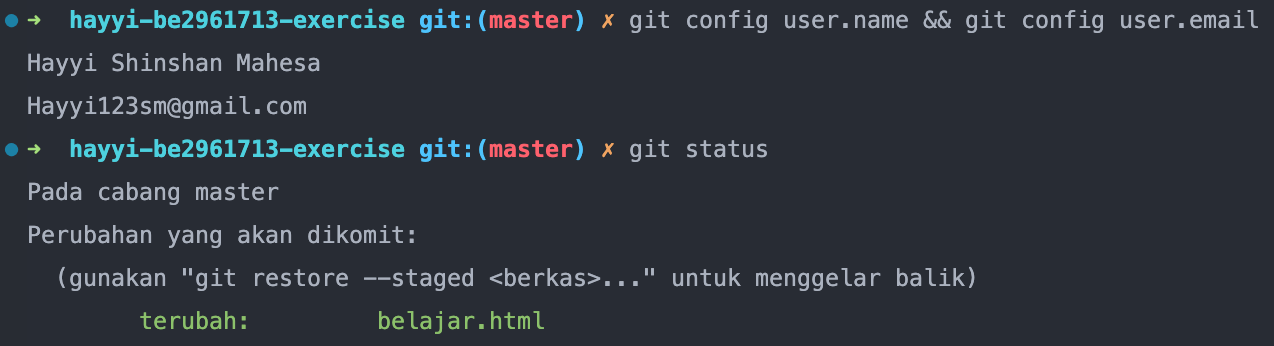 ➜ hayyi-be2961713-exercise git:(master) ✗ git config user.name && git config user.email
Hayyi Shinshan Mahesa
Hayyi123sm@gmail.com
➜ hayyi-be2961713-exercise git:(master) ✗ git status
Pada cabang master
Perubahan yang akan dikomit:
(gunakan "git restore --staged <berkas>..." untuk menggelar balik)
terubah: belajar.html